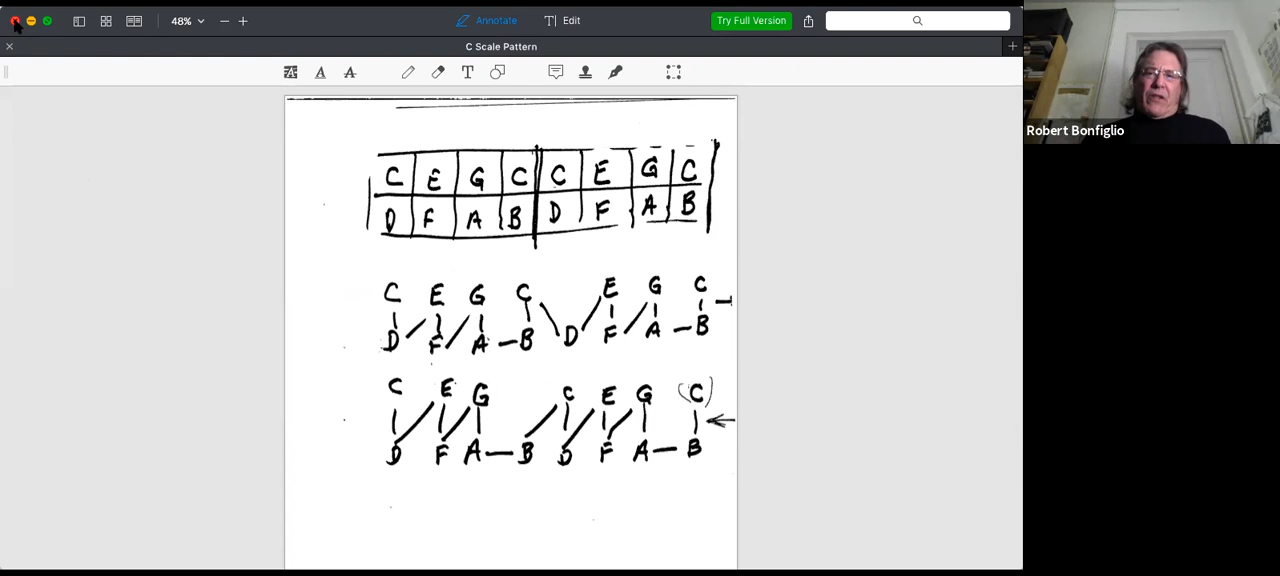 48%
Annotate
Edit
Try Full Version
C Scale Pattern
Robert Bonfiglio
C E G C C E G C
D F A B D F A B
C E G C E G C
D F A B D F A B
C E G C E G (C)
D F A B D F A B